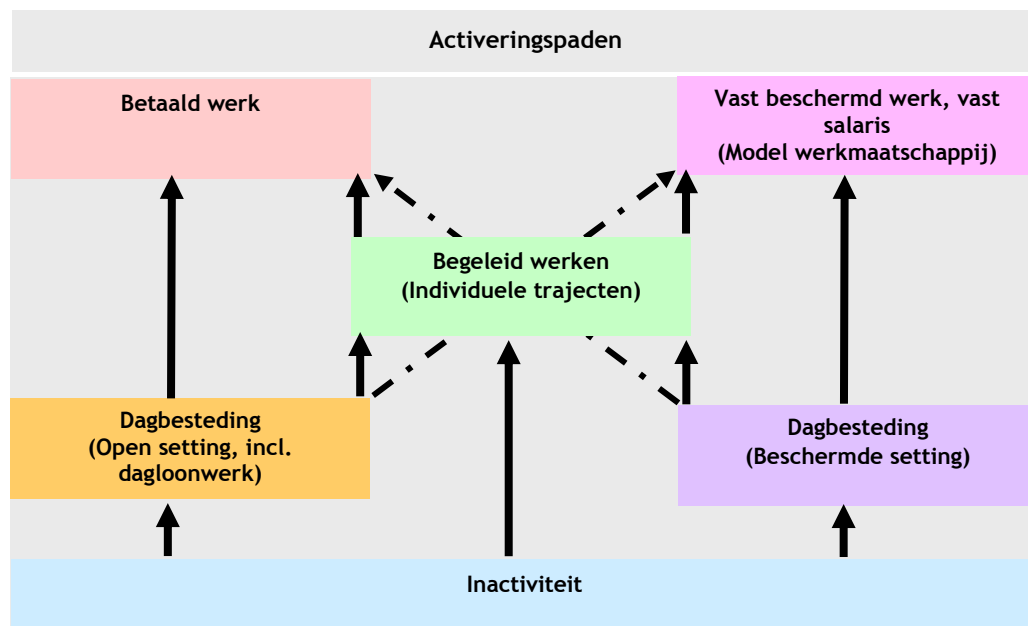 Activeringspaden
Betaald werk
Vast beschermd werk, vast
salaris
(Model werkmaatschappij)
Begeleid werken
(Individuele trajecten)
Dagbesteding
(Open setting, incl.
dagloonwerk)
Dagbesteding
(Beschermde setting)
Inactiviteit